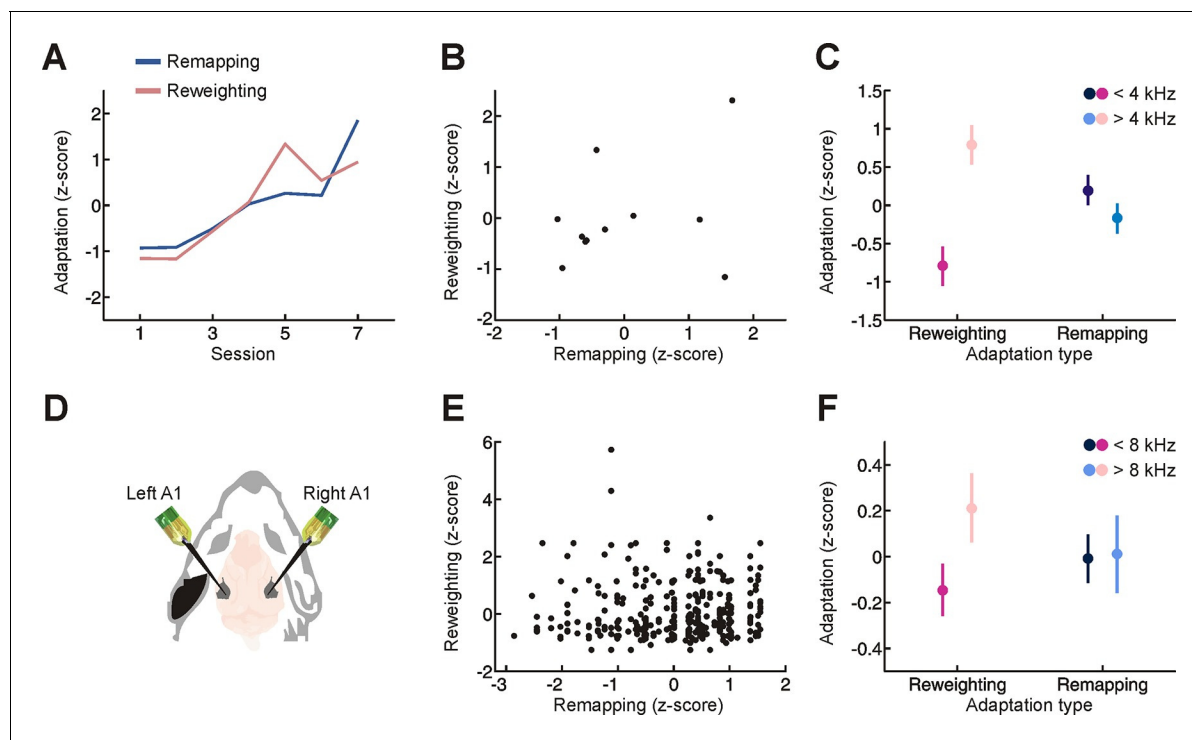 A
Remapping
Reweighting
Adaptation (z-score)
2
1
0
-1
-2
1
3
5
7
Session
B
Reweighting (z-score)
2
1
0
-1
-2
-2
-1
0
1
2
Remapping (z-score)
C
< 4 kHz
> 4 kHz
Adaptation (z-score)
1.5
1
0.5
0
-0.5
-1
-1.5
Reweighting
Remapping
Adaptation type
D
Left A1
Right A1
E
Reweighting (z-score)
6
4
2
0
-2
-3
-2
-1
0
1
2
Remapping (z-score)
F
< 8 kHz
> 8 kHz
Adaptation (z-score)
0.4
0.2
0
-0.2
-0.4
Reweighting
Remapping
Adaptation type